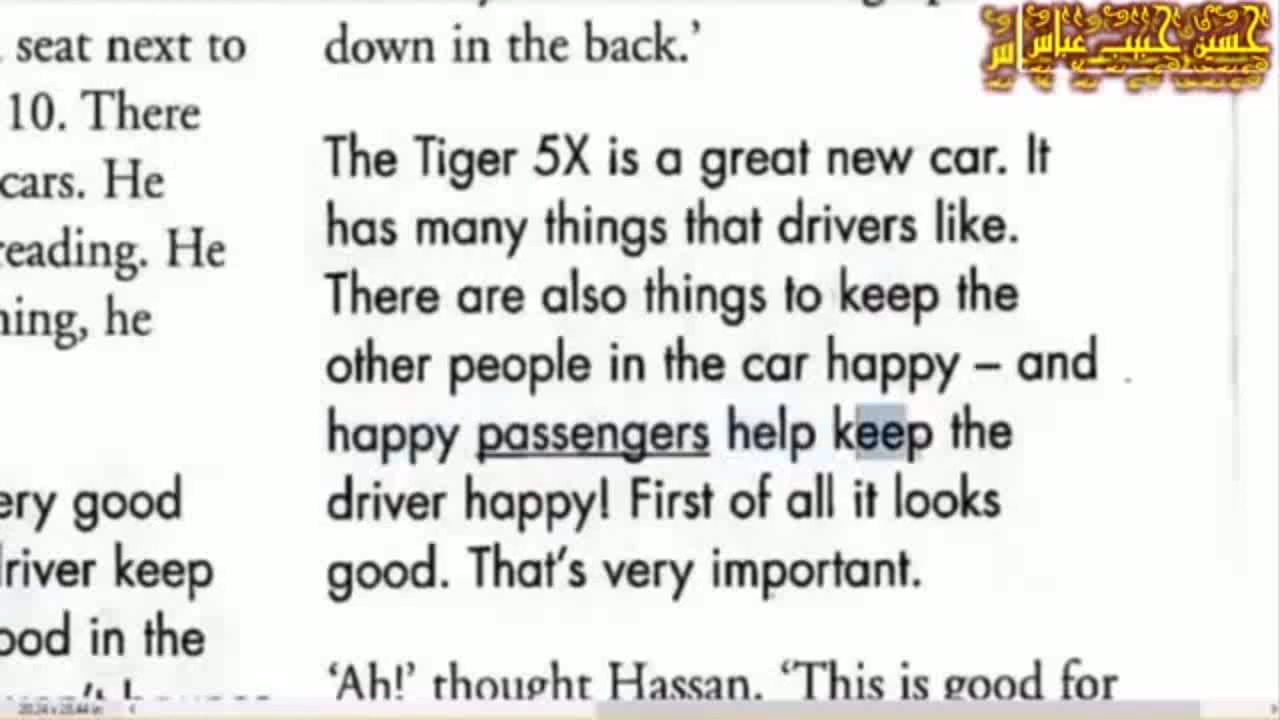 seat next to
10. There
cars. He
reading. He
he
ery good
driver keep
in the
down in the back.’
The Tiger 5X is a great new car. It
has many things that drivers like.
There are also things to keep the
other people in the car happy – and
happy passengers help keep the
driver happy! First of all it looks
good. That’s very important.
‘Ah!’ thought Hassan. ‘This is good for
حسين حبيب عباس